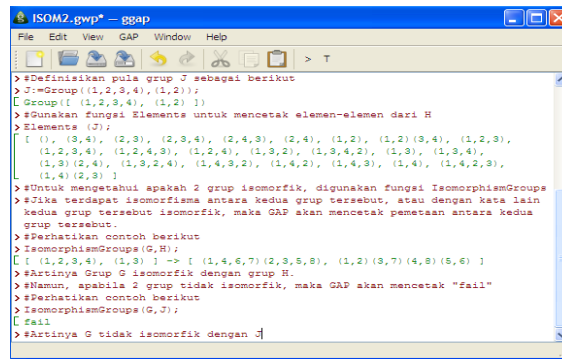 ISOM2.gwp* — ggap
File Edit View GAP Window Help
> T
> #Definisikan pula grup J sebagai berikut
> J:=Group((1,2,3,4),(1,2));
Group([ (1,2,3,4), (1,2) ])
> #Gunakan fungsi Elements untuk mencetak elemen-elemen dari H
> Elements (J);
[ (), (3,4), (2,3), (2,3,4), (2,4,3), (2,4), (1,2), (1,2)(3,4), (1,2,3),
(1,2,3,4), (1,2,4,3), (1,2,4), (1,3,2), (1,3,4,2), (1,3), (1,3,4),
(1,3)(2,4), (1,3,2,4), (1,4,3,2), (1,4,2), (1,4,3), (1,4), (1,4,2,3),
(1,4)(2,3) ]
> #Untuk mengetahui apakah 2 grup isomorfik, digunakan fungsi IsomorphismGroups
> #Jika terdapat isomorfisma antara kedua grup tersebut, atau dengan kata lain
kedua grup tersebut isomorfik, maka GAP akan mencetak pemetaan antara kedua
grup tersebut.
> #Perhatikan contoh berikut
> IsomorphismGroups(G,H);
[ (1,2,3,4), (1,3) ] -> [ (1,4,6,7)(2,3,5,8), (1,2)(3,7)(4,8)(5,6) ]
> #Artinya Grup G isomorfik dengan grup H.
> #Namun, apabila 2 grup tidak isomorfik, maka GAP akan mencetak "fail"
> #Perhatikan contoh berikut
> IsomorphismGroups(G,J);
fail
> #Artinya G tidak isomorfik dengan J